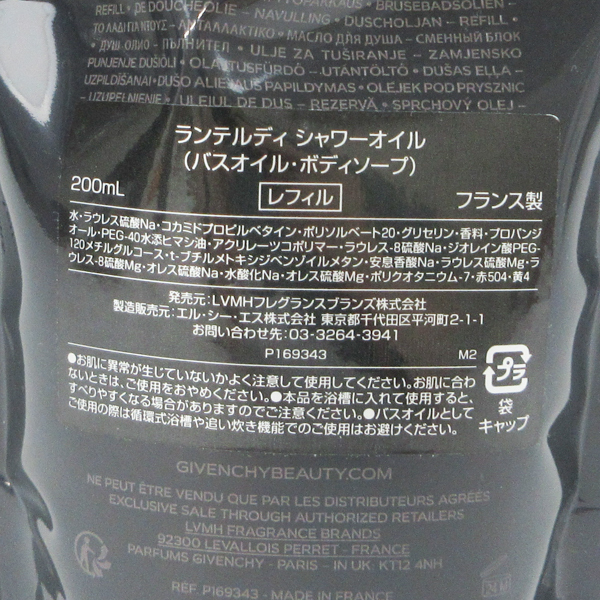 REFILL • DE DOUCHEOLIE - NAVULLING • DUSCHOLJAN - REFILL •
ΤΟ ΛΑΔΙ ΓΙΑ ΝΤΟΥΣ - ΑΝΤΑΛΛΑΚΤΙΚΟ • МАСЛО ДЛЯ ДУША - СМЕННЫЙ БЛОК
• ДУШ ОЛИО - ПЪЛНИТЕЛ • ULJE ZA TUŠIRANJE - ZAMJENSKO
PUNJENJE DUŠILOI • OLAJTUSFÜRDŐ - UTÁNTÖLTŐ • DUŠAS EĻĻA -
UZPILDĪŠANAI • DUŠO ALIEJAUS PAPILDYMAS • OLEJEK POD PRYSZNIC
- UZUPEŁNIENIE • ULEIUL DE DUS - REZERVĂ • SPRCHOVÝ OLEJ -
ランテルディ シャワーオイル
(バスオイル・ボディソープ)
200mL レフィル フランス製
水・ラウレス硫酸Na・コカミドプロピルベタイン・ポリソルベート20・グリセリン・香料・プロパンジ
オール・PEG-40水添ヒマシ油・アクリレーツコポリマー・ラウレス-8硫酸Na・ジオレイン酸PEG-
120メチルグルコース・t-ブチルメトキシジベンゾイルメタン・安息香酸Na・ラウレス硫酸Mg・ラ
ウレス-8硫酸Mg・オレス硫酸Na・水酸化Na・オレス硫酸Mg・ポリクオタニウム-7・赤504・黄4
発売元:LVMHフレグランスブランズ株式会社
製造販売元:エル・シー・エス株式会社 東京都千代田区平河町2-1-1
お問い合わせ先:03-3264-3941
P169343 M2
●お肌に異常が生じていないかよく注意して使用してください。お肌に合わ
ないときは、ご使用をおやめください。●本品を浴槽に入れて使用すると、
すべりやすくなる場合がありますのでご注意ください。●バスオイルとして
ご使用の際は循環式浴槽や追い炊き機能でのご使用はお避けください。
プラ
袋
キャップ
GIVENCHYBEAUTY.COM
NE PEUT ÊTRE VENDU QUE PAR LES DISTRIBUTEURS AGRÉÉS
EXCLUSIVE SALE THROUGH AUTHORIZED RETAILERS
LVMH FRAGRANCE BRANDS
92300 LEVALLOIS PERRET - FRANCE
PARFUMS GIVENCHY - PARIS - IN UK: KT12 4NH
RÉF. P169343 - MADE IN FRANCE